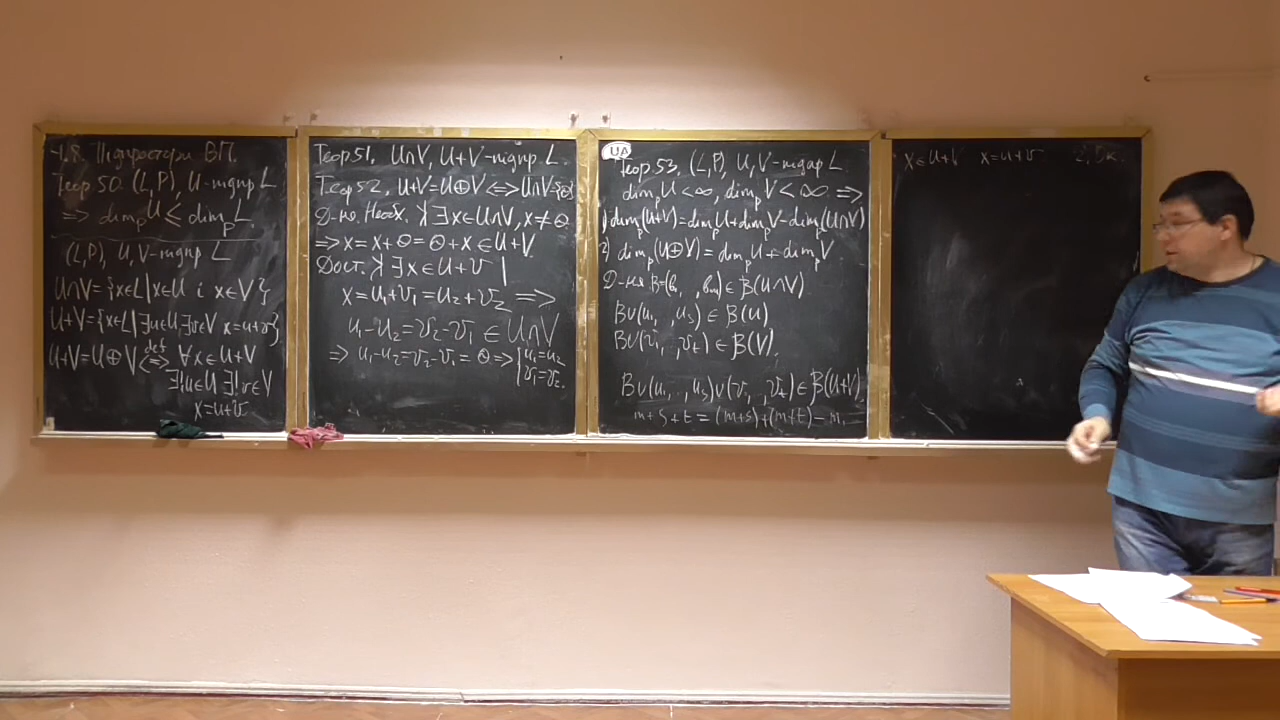 4.8. Підпростори ВП.
Теор 50. (L,P), U-підпр L
=> dim_P U ⩽ dim_P L
(L,P), U,V-підпр L
U∩V={x∈L|x∈U і x∈V}
U+V={x∈L|∃u∈U ∃v∈V x=u+v}
U+V=U⊕V <=>def ∀x∈U+V
∃!u∈U ∃!v∈V
x=u+v
Теор 51. U∩V, U+V-підпр L.
Теор 52. U+V=U⊕V <=> U∩V={θ}
Д-ня. Необх. ∃x∈U∩V, x≠θ
=> x=x+θ=θ+x∈U+V.
Дост. ∃x∈U+V |
x=u₁+v₁=u₂+v₂ =>
u₁-u₂=v₂-v₁∈U∩V
=> u₁-u₂=v₂-v₁=θ => {u₁=u₂
v₁=v₂.
UA
Теор 53. (L,P), U,V-підпр L
dim_P U<∞, dim_P V<∞ =>
1) dim_P(U+V)=dim_P U+dim_P V-dim_P(U∩V)
2) dim_P(U⊕V)=dim_P U+dim_P V
Д-ня B=(b₁, , bₘ)∈β(U∩V)
B∪(u₁, ,uₛ)∈β(U)
B∪(v₁, ,vₜ)∈β(V).
B∪(u₁, ,uₛ)∪(v₁, ,vₜ)∈β(U+V).
m+s+t=(m+s)+(m+t)-m.
x∈U+V x=u+v